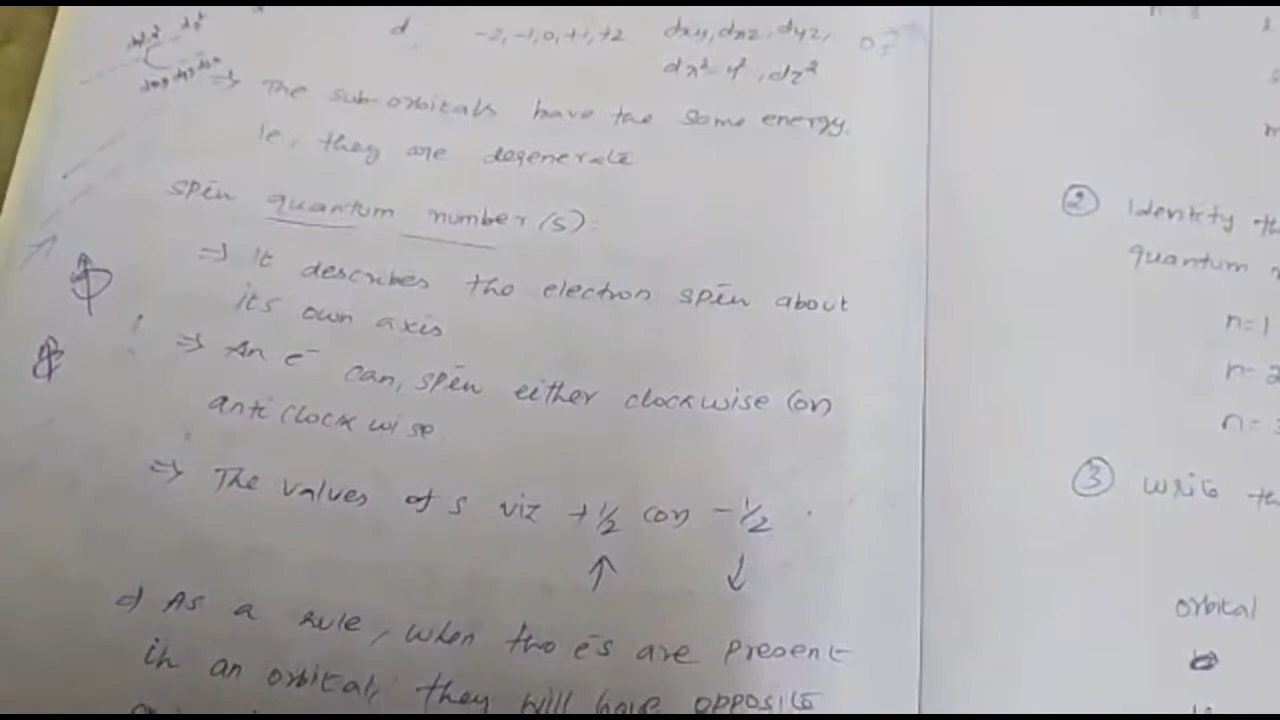 d -2, -1, 0, +1, +2 dxy, dxz, dyz,
dx²-y², dz²
⇒ The sub-orbitals have the same energy.
ie, they are degenerate
spin quantum number (s):
⇒ It describes the electron spin about
its own axis
⇒ An e⁻ can, spin either clockwise (or)
anticlockwise
⇒ The values of s viz +1/2 (or) -1/2 .
↑ ↓
As a rule, when two e⁻s are present
in an orbital, they will have opposite
② Identify
quantum
n=1
n=
n=
③ Write
orbital